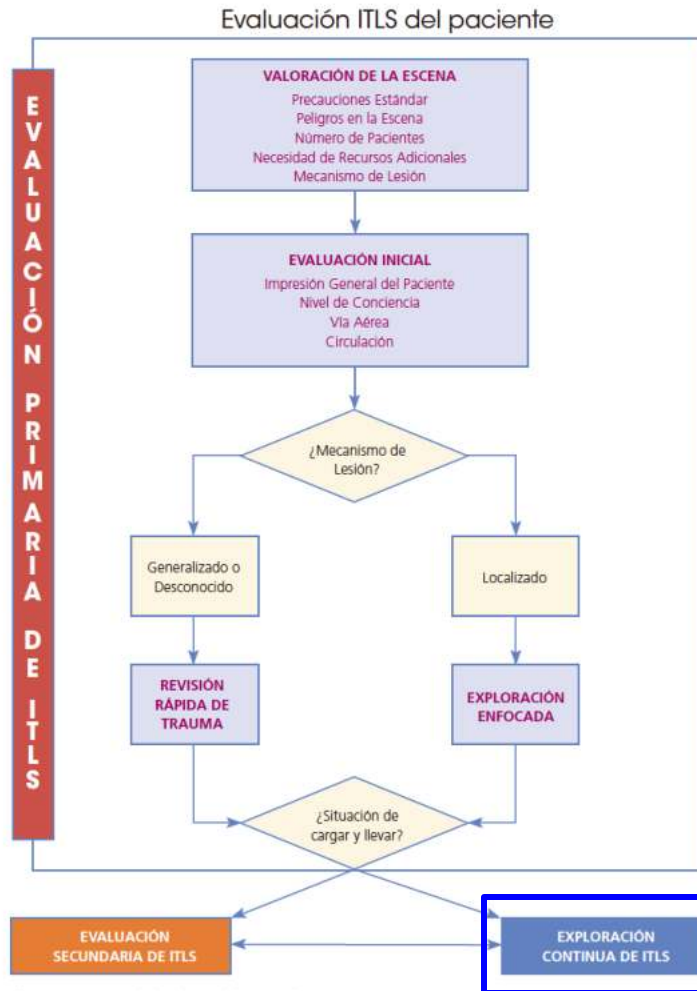 Evaluación ITLS del paciente
EVALUACIÓN PRIMARIA DE ITLS
VALORACIÓN DE LA ESCENA
Precauciones Estándar
Peligros en la Escena
Número de Pacientes
Necesidad de Recursos Adicionales
Mecanismo de Lesión
EVALUACIÓN INICIAL
Impresión General del Paciente
Nivel de Conciencia
Vía Aérea
Circulación
¿Mecanismo de
Lesión?
Generalizado o
Desconocido
Localizado
REVISIÓN
RÁPIDA DE
TRAUMA
EXPLORACIÓN
ENFOCADA
¿Situación de
cargar y llevar?
EVALUACIÓN
SECUNDARIA DE ITLS
EXPLORACIÓN
CONTINUA DE ITLS